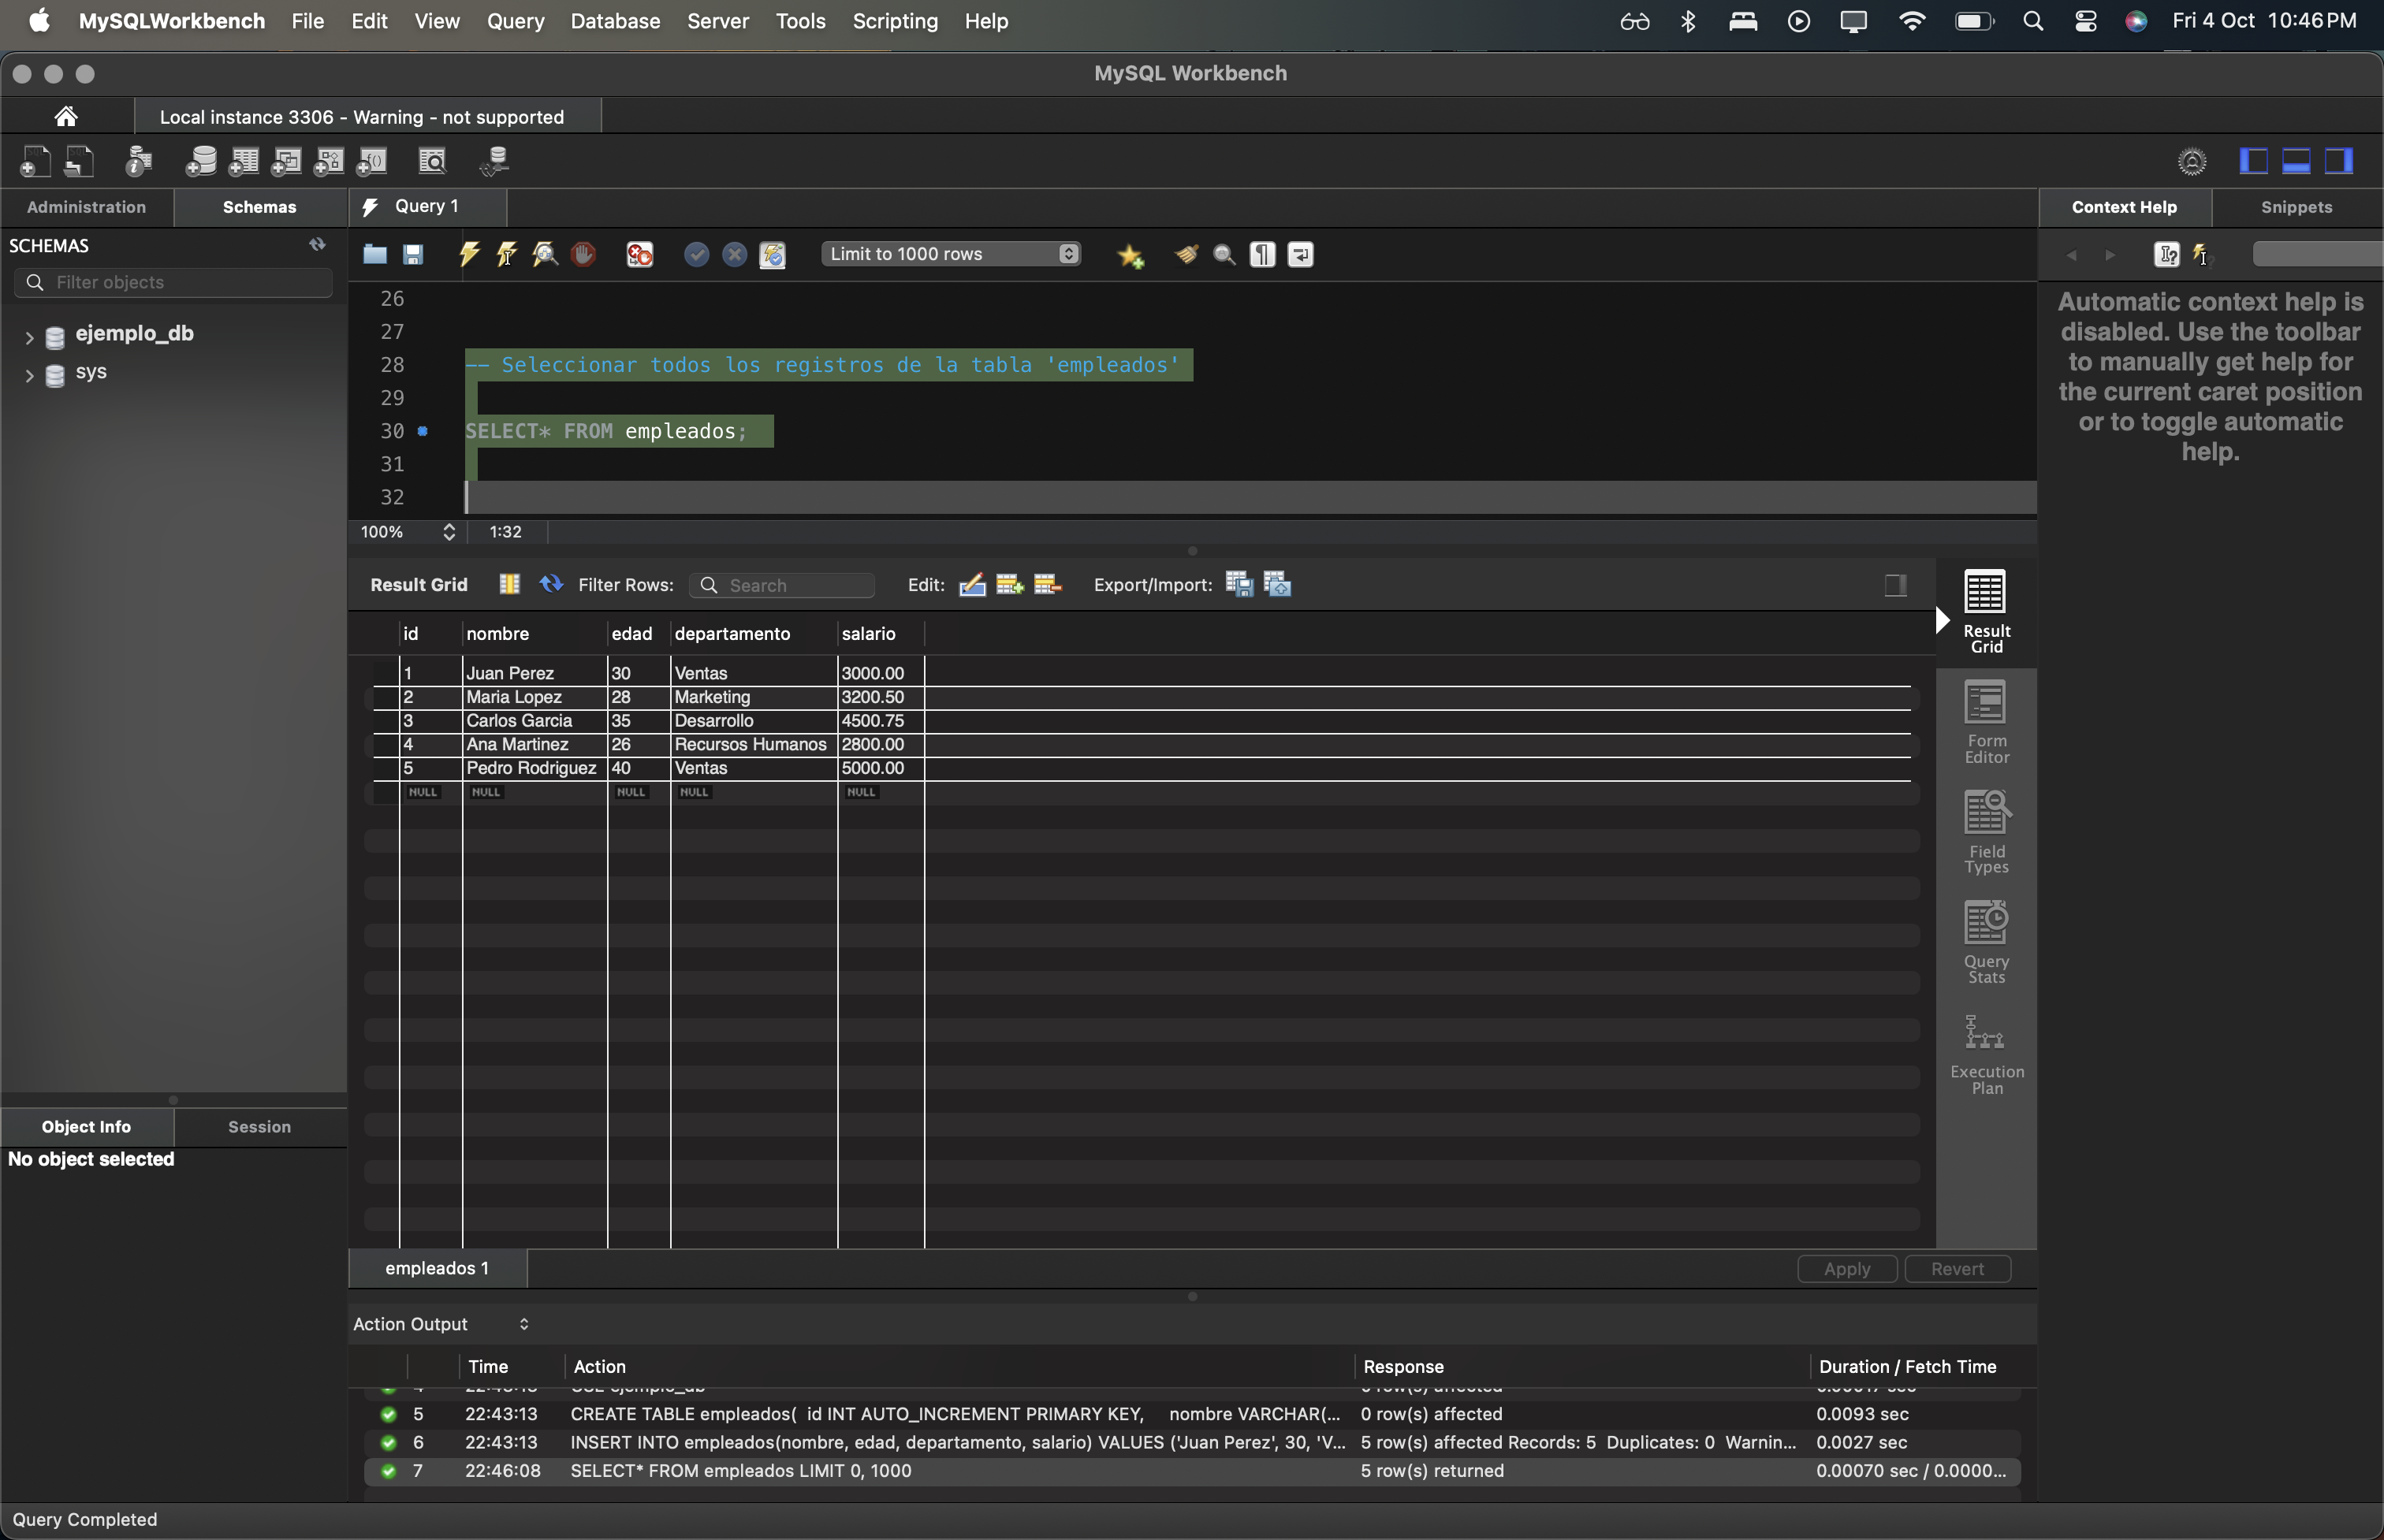 MySQLWorkbench File Edit View Query Database Server Tools Scripting Help Fri 4 Oct 10:46 PM
MySQL Workbench
Local instance 3306 - Warning - not supported
Administration Schemas Query 1 Context Help Snippets
SCHEMAS
Limit to 1000 rows
Filter objects
ejemplo_db
sys
26
27
28 -- Seleccionar todos los registros de la tabla 'empleados'
29
30 SELECT* FROM empleados;
31
32
100% 1:32
Automatic context help is
disabled. Use the toolbar
to manually get help for
the current caret position
or to toggle automatic
help.
Result Grid Filter Rows: Search Edit: Export/Import:
id nombre edad departamento salario
1 Juan Perez 30 Ventas 3000.00
2 Maria Lopez 28 Marketing 3200.50
3 Carlos Garcia 35 Desarrollo 4500.75
4 Ana Martinez 26 Recursos Humanos 2800.00
5 Pedro Rodriguez 40 Ventas 5000.00
NULL NULL NULL NULL NULL
Result
Grid
Form
Editor
Field
Types
Query
Stats
Execution
Plan
Object Info Session
No object selected
empleados 1 Apply Revert
Action Output
Time Action Response Duration / Fetch Time
5 22:43:13 CREATE TABLE empleados( id INT AUTO_INCREMENT PRIMARY KEY, nombre VARCHAR(... 0 row(s) affected 0.0093 sec
6 22:43:13 INSERT INTO empleados(nombre, edad, departamento, salario) VALUES ('Juan Perez', 30, 'V... 5 row(s) affected Records: 5 Duplicates: 0 Warnin... 0.0027 sec
7 22:46:08 SELECT* FROM empleados LIMIT 0, 1000 5 row(s) returned 0.00070 sec / 0.0000...
Query Completed